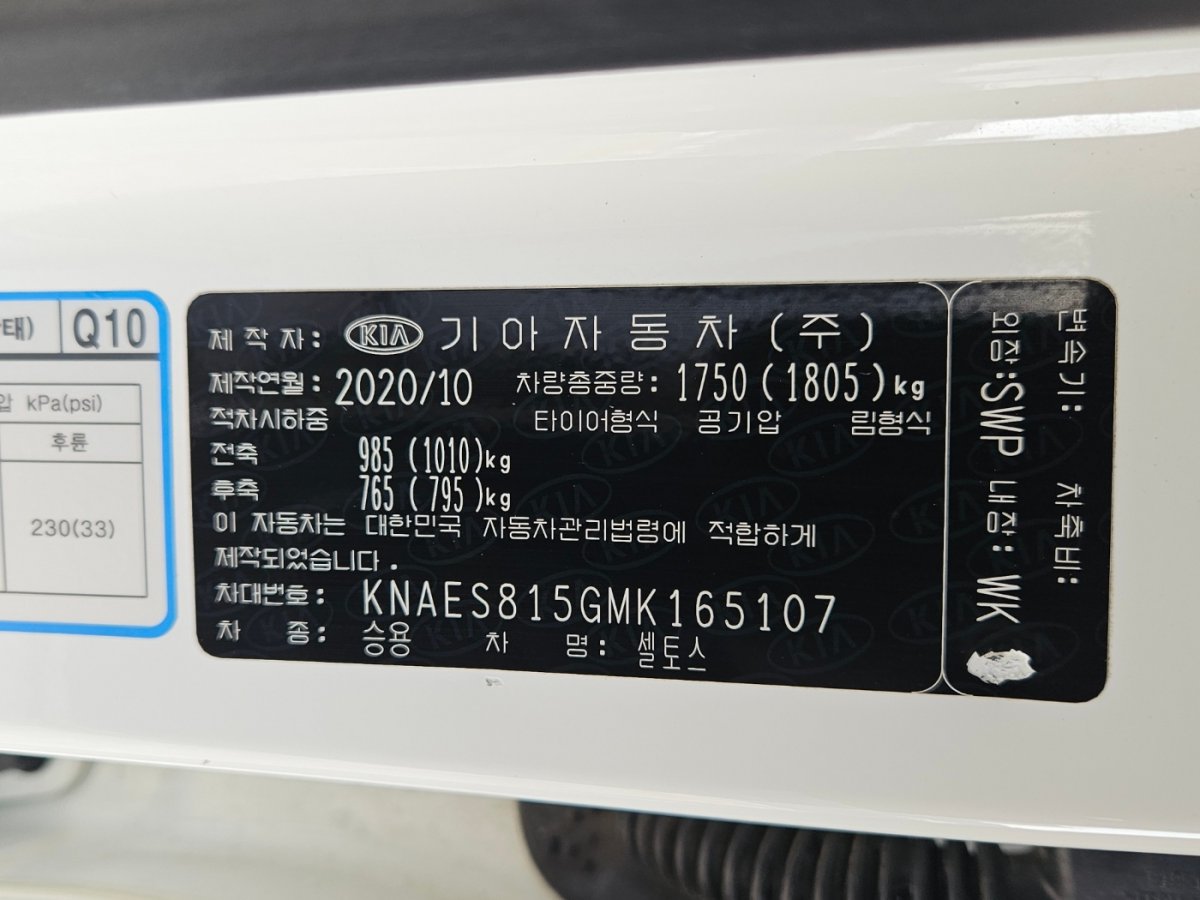 태)
Q10
압 kPa(psi)
후륜
230(33)
제 작 자: KIA 기아자동차(주)
제작연월: 2020/10 차량총중량: 1750(1805)kg
적차시하중 타이어형식 공기압 림형식
전축 985(1010)kg
후축 765(795)kg
이 자동차는 대한민국 자동차관리법령에 적합하게
제작되었습니다.
차대번호: KNAES815GMK165107
차 종: 승용 차 명: 셀토스
변속기: 차축비:
외장:SWP 내장: WK